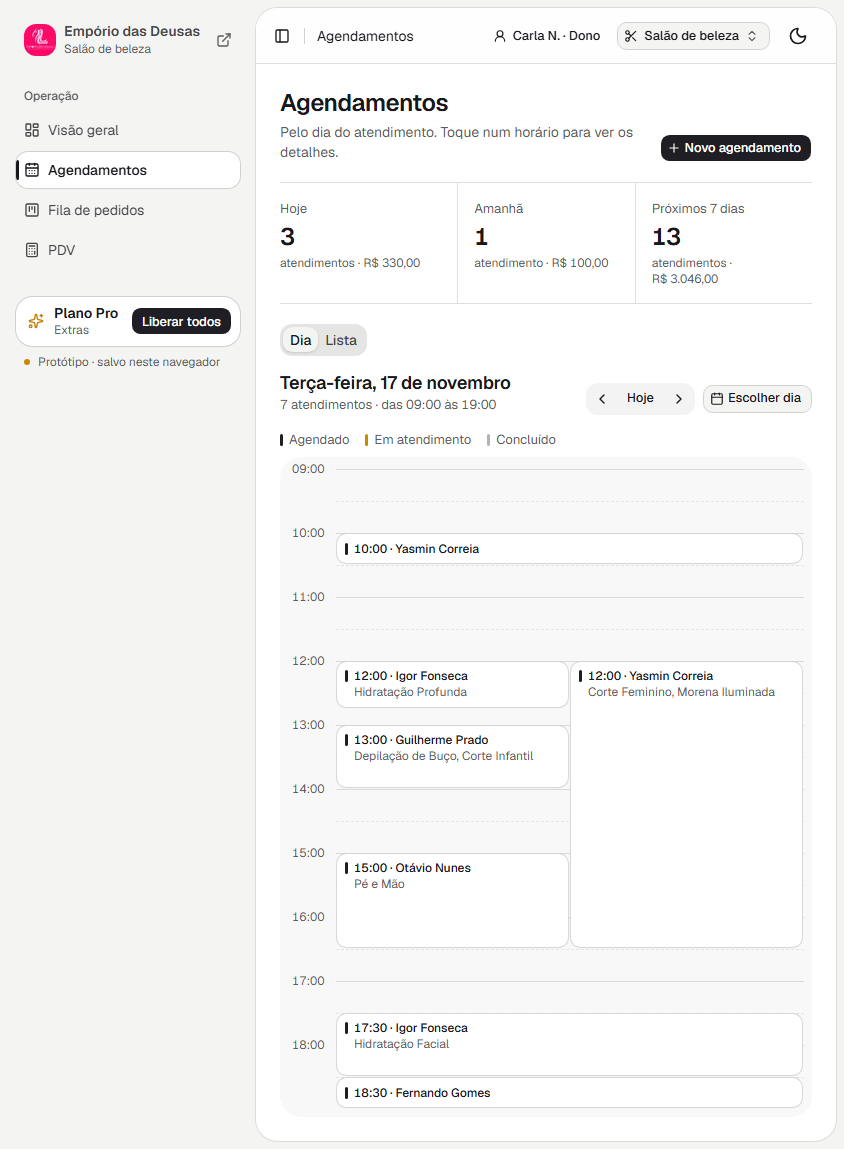 Empório das Deusas
Salão de beleza
Operação
Visão geral
Agendamentos
Fila de pedidos
PDV
Plano Pro
Extras
Liberar todos
Protótipo · salvo neste navegador
Agendamentos
Carla N. · Dono
Salão de beleza
Agendamentos
Pelo dia do atendimento. Toque num horário para ver os
detalhes.
+ Novo agendamento
Hoje
3
atendimentos · R$ 330,00
Amanhã
1
atendimento · R$ 100,00
Próximos 7 dias
13
atendimentos ·
R$ 3.046,00
Dia
Lista
Terça-feira, 17 de novembro
7 atendimentos · das 09:00 às 19:00
Hoje
Escolher dia
Agendado
Em atendimento
Concluído
09:00
10:00
10:00 · Yasmin Correia
11:00
12:00
12:00 · Igor Fonseca
Hidratação Profunda
12:00 · Yasmin Correia
Corte Feminino, Morena Iluminada
13:00
13:00 · Guilherme Prado
Depilação de Buço, Corte Infantil
14:00
15:00
15:00 · Otávio Nunes
Pé e Mão
16:00
17:00
17:30 · Igor Fonseca
Hidratação Facial
18:00
18:30 · Fernando Gomes